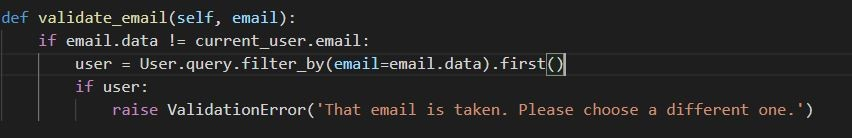 def validate_email(self, email):
    if email.data != current_user.email:
        user = User.query.filter_by(email=email.data).first()
        if user:
            raise ValidationError('That email is taken. Please choose a different one.')